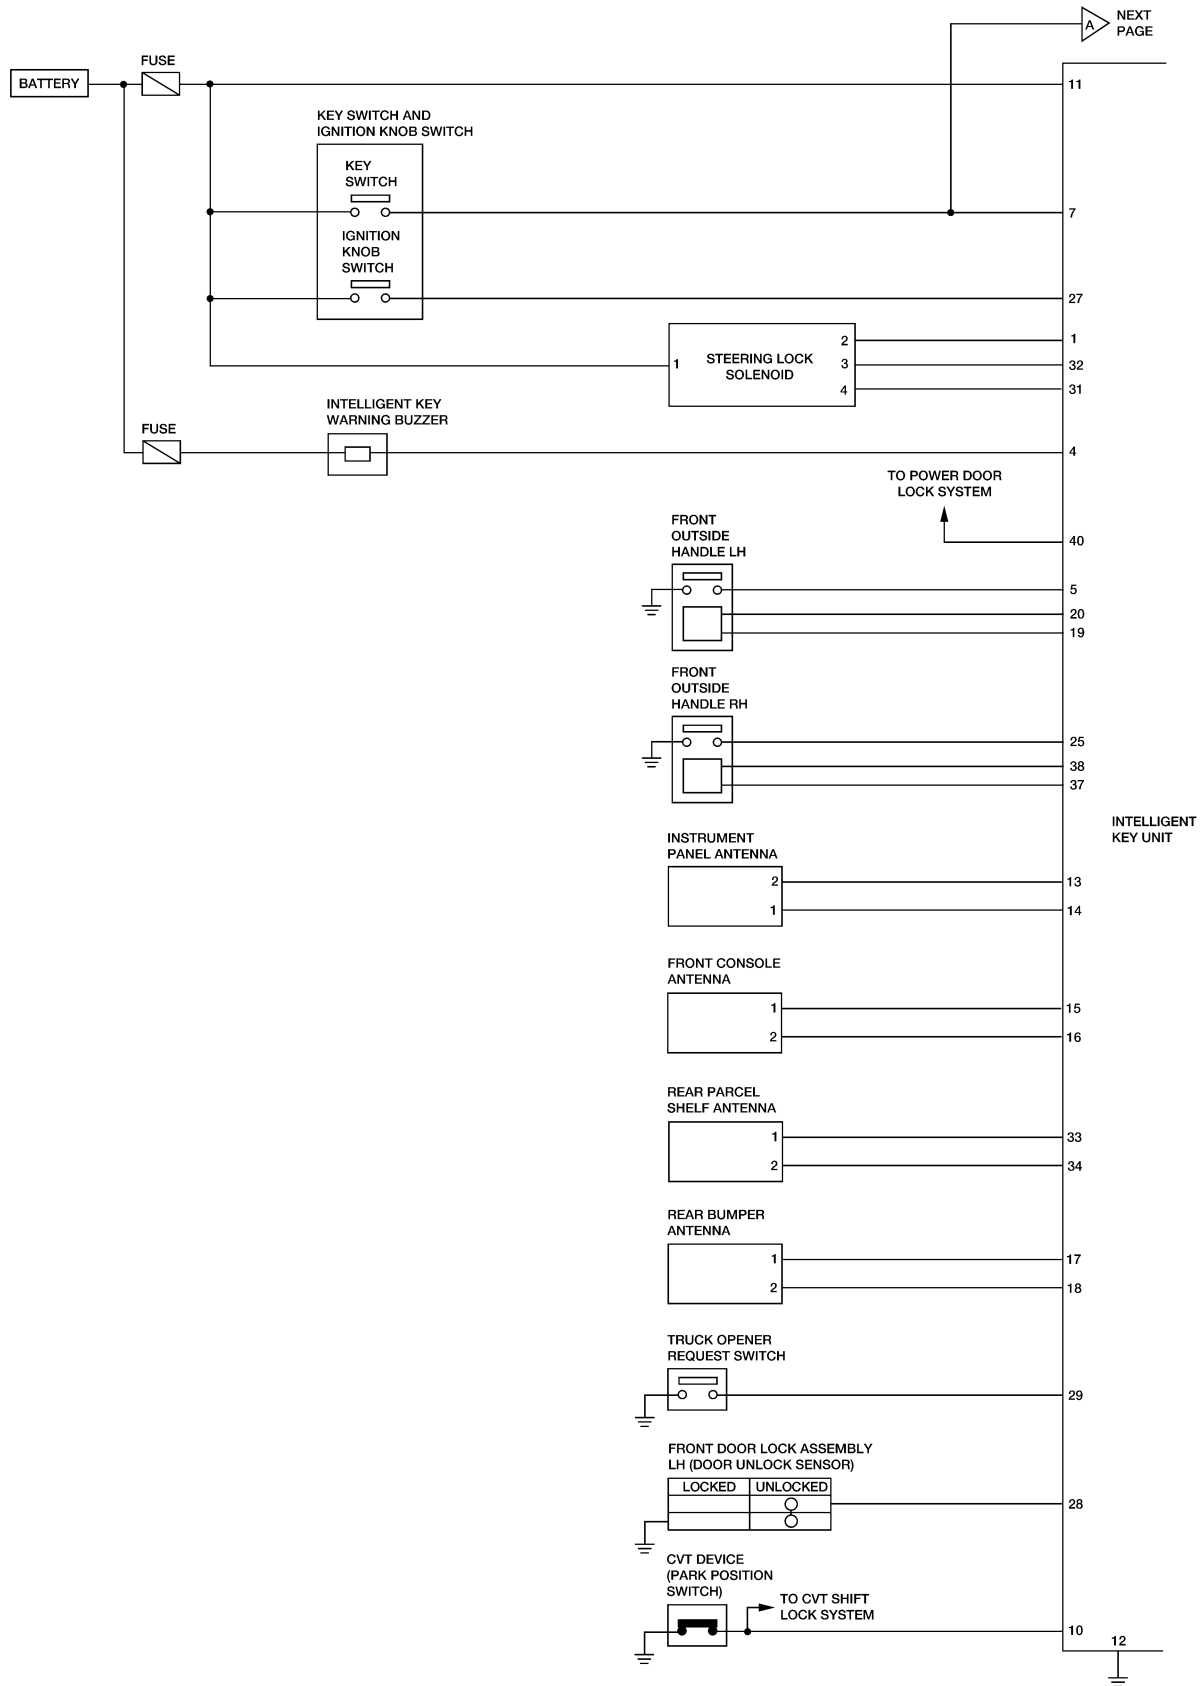 A
NEXT
PAGE
FUSE
BATTERY
11
KEY SWITCH AND
IGNITION KNOB SWITCH
KEY
SWITCH
7
IGNITION
KNOB
SWITCH
27
1
STEERING LOCK
SOLENOID
2
3
4
1
32
31
INTELLIGENT KEY
WARNING BUZZER
FUSE
4
TO POWER DOOR
LOCK SYSTEM
40
FRONT
OUTSIDE
HANDLE LH
5
20
19
FRONT
OUTSIDE
HANDLE RH
25
38
37
INTELLIGENT
KEY UNIT
INSTRUMENT
PANEL ANTENNA
2
13
1
14
FRONT CONSOLE
ANTENNA
1
15
2
16
REAR PARCEL
SHELF ANTENNA
1
33
2
34
REAR BUMPER
ANTENNA
1
17
2
18
TRUCK OPENER
REQUEST SWITCH
29
FRONT DOOR LOCK ASSEMBLY
LH (DOOR UNLOCK SENSOR)
LOCKED UNLOCKED
28
CVT DEVICE
(PARK POSITION
SWITCH)
TO CVT SHIFT
LOCK SYSTEM
10
12